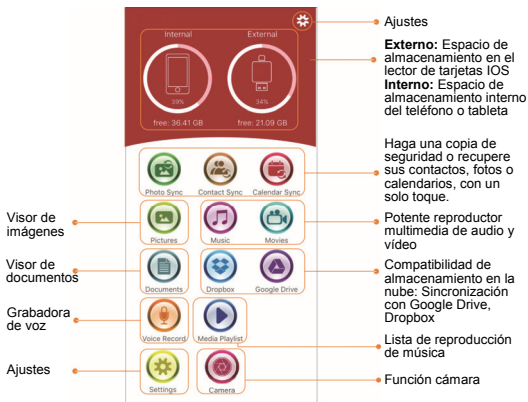 Ajustes
Internal
External
39%
34%
free: 36.41 GB
free: 21.09 GB
Externo: Espacio de
almacenamiento en el
lector de tarjetas IOS
Interno: Espacio de
almacenamiento interno
del teléfono o tableta
Photo Sync
Contact Sync
Calendar Sync
Haga una copia de
seguridad o recupere
sus contactos, fotos o
calendarios, con un
solo toque.
Visor de
imágenes
Pictures
Music
Movies
Potente reproductor
multimedia de audio y
vídeo
Visor de
documentos
Documents
Dropbox
Google Drive
Compatibilidad de
almacenamiento en la
nube: Sincronización
con Google Drive,
Dropbox
Grabadora
de voz
Voice Record
Media Playlist
Lista de reproducción
de música
Ajustes
Settings
Camera
Función cámara